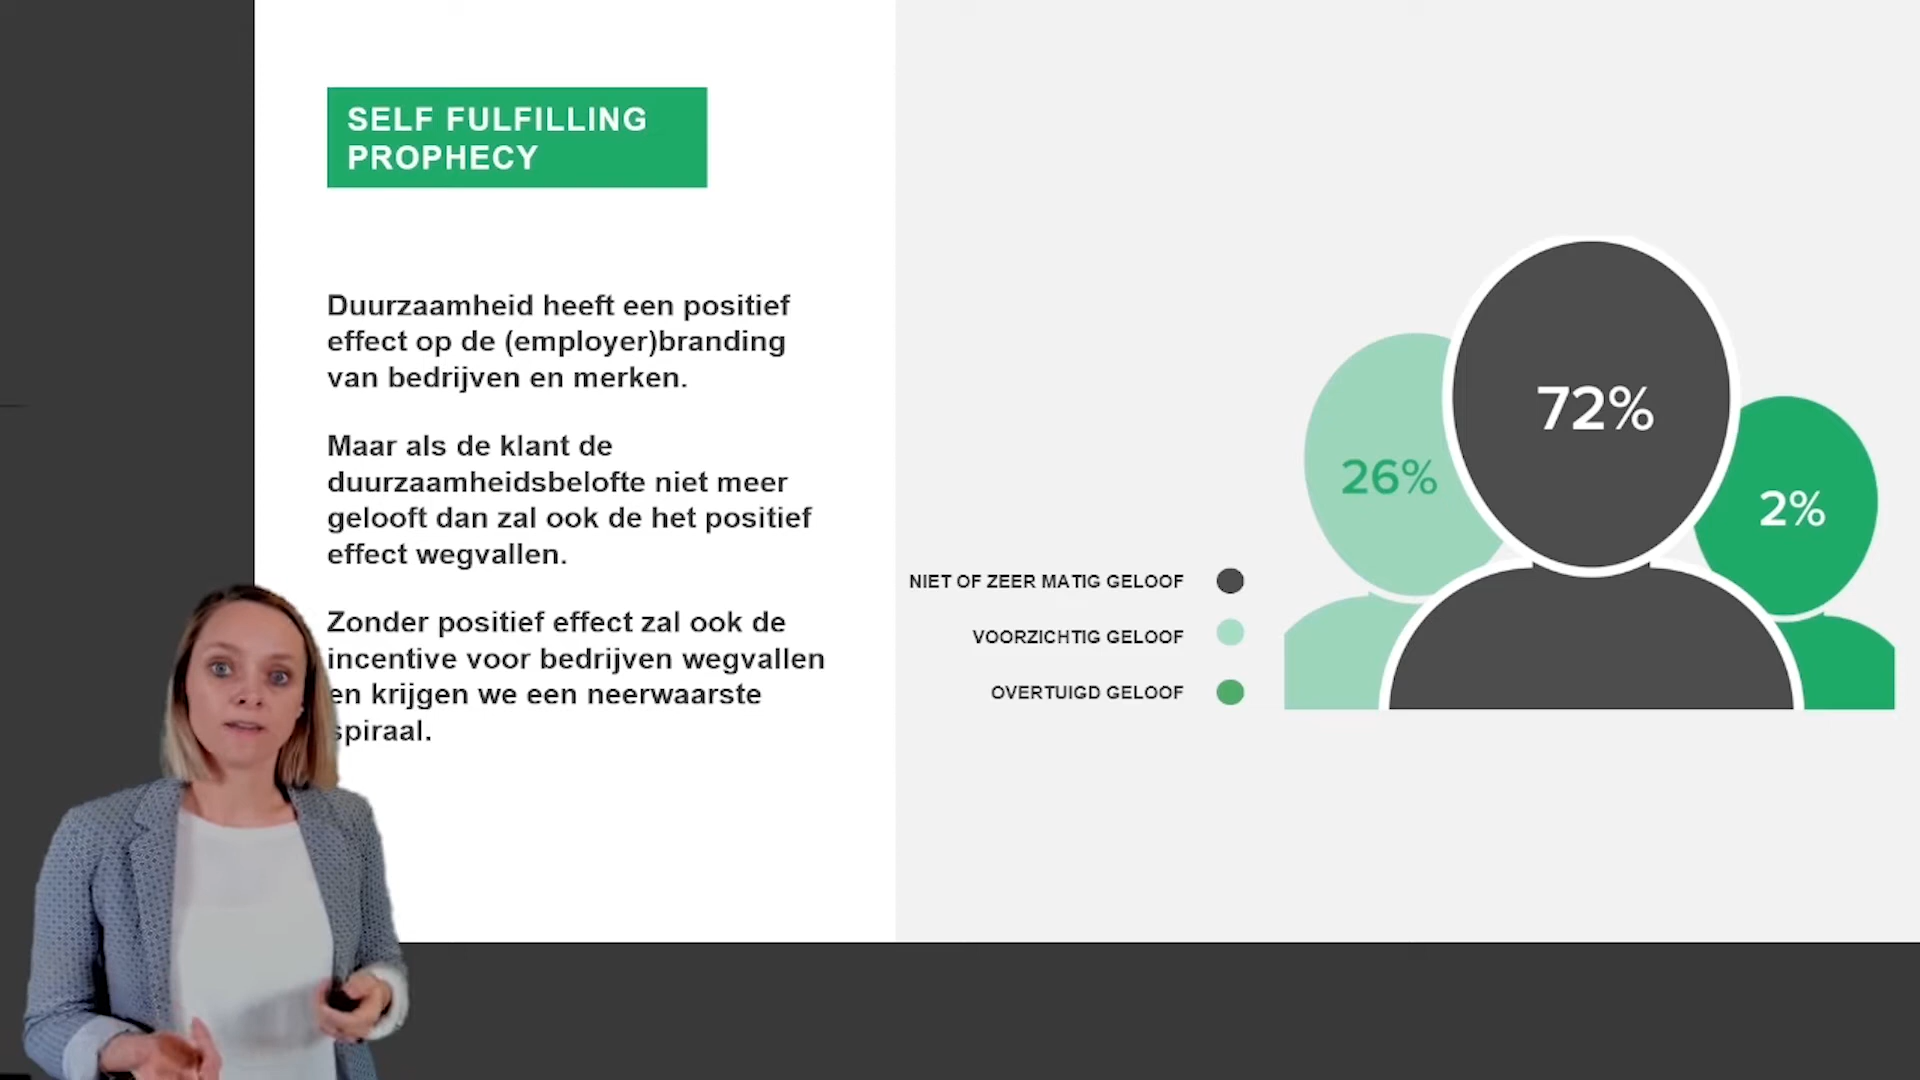 SELF FULFILLING
PROPHECY
Duurzaamheid heeft een positief
effect op de (employer)branding
van bedrijven en merken.
Maar als de klant de
duurzaamheidsbelofte niet meer
gelooft dan zal ook de het positief
effect wegvallen.
Zonder positief effect zal ook de
incentive voor bedrijven wegvallen
en krijgen we een neerwaarste
spiraal.
NIET OF ZEER MATIG GELOOF
VOORZICHTIG GELOOF
OVERTUIGD GELOOF
26%
72%
2%